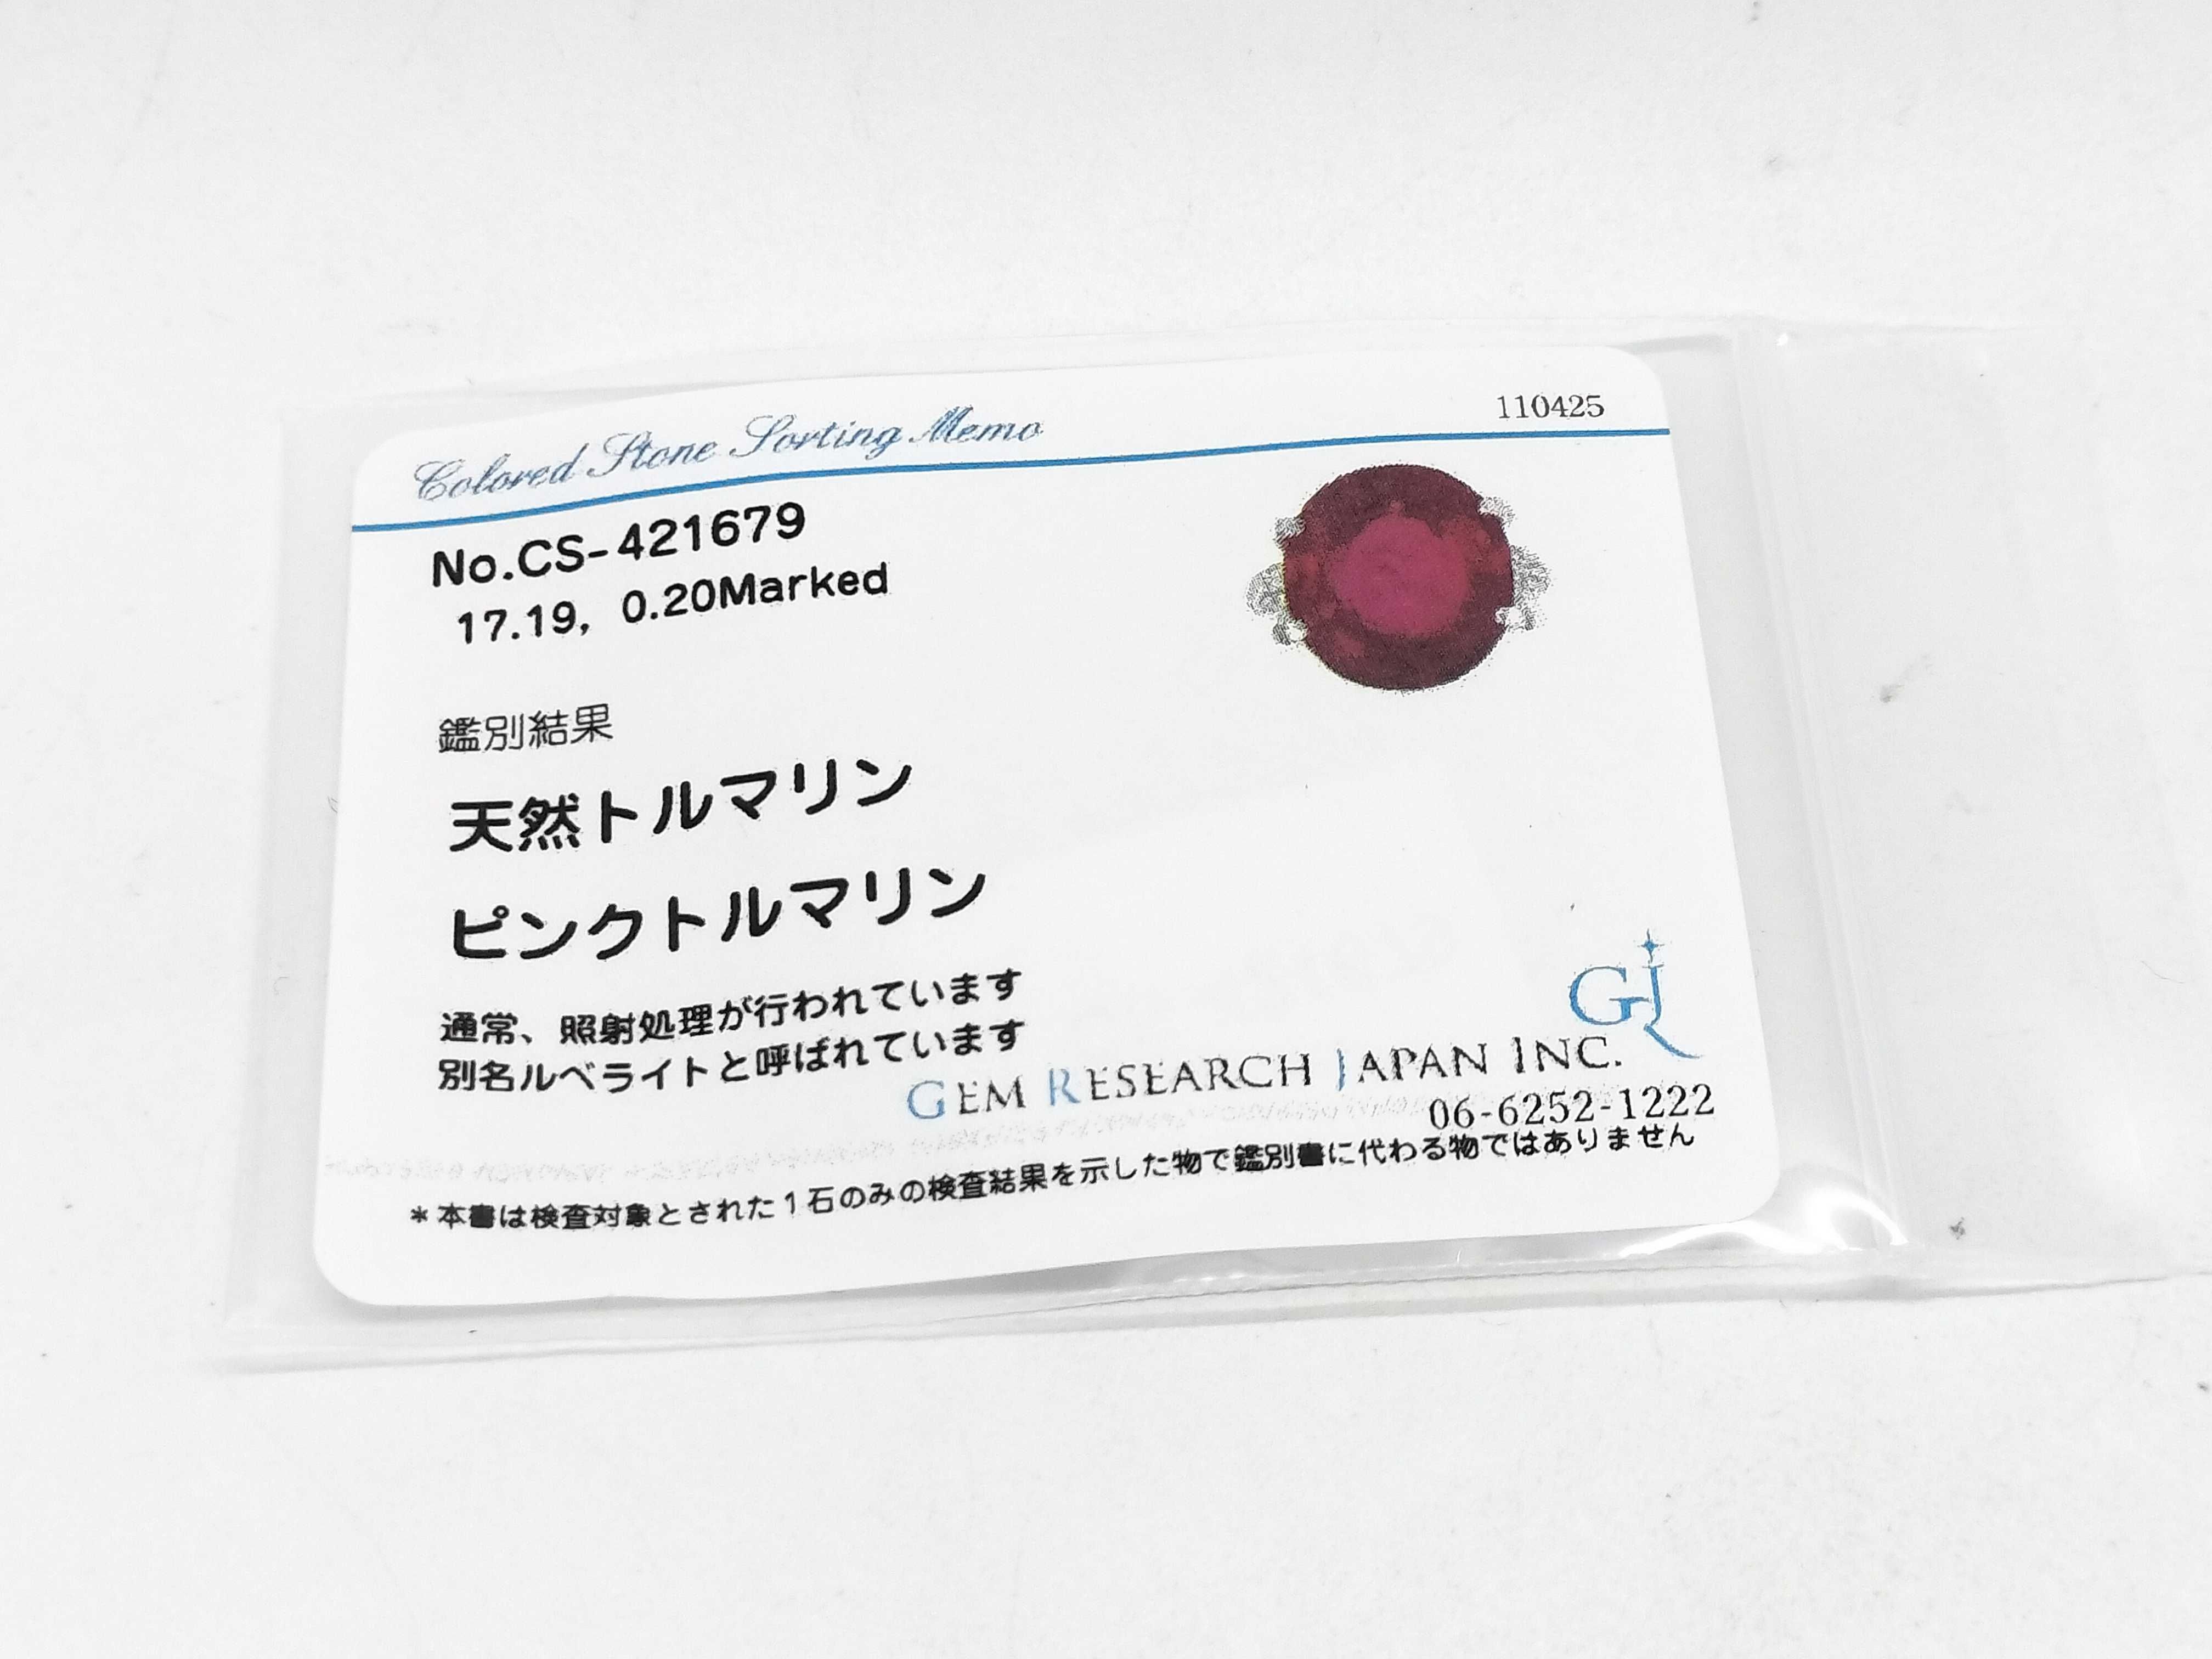 Colored Stone Sorting Memo
110425
No.CS-421679
17.19, 0.20Marked
鑑別結果
天然トルマリン
ピンクトルマリン
通常、照射処理が行われています
別名ルベライトと呼ばれています
GRJ
GEM RESEARCH JAPAN INC.
06-6252-1222
*本書は検査対象とされた1石のみの検査結果を示した物で鑑別書に代わる物ではありません